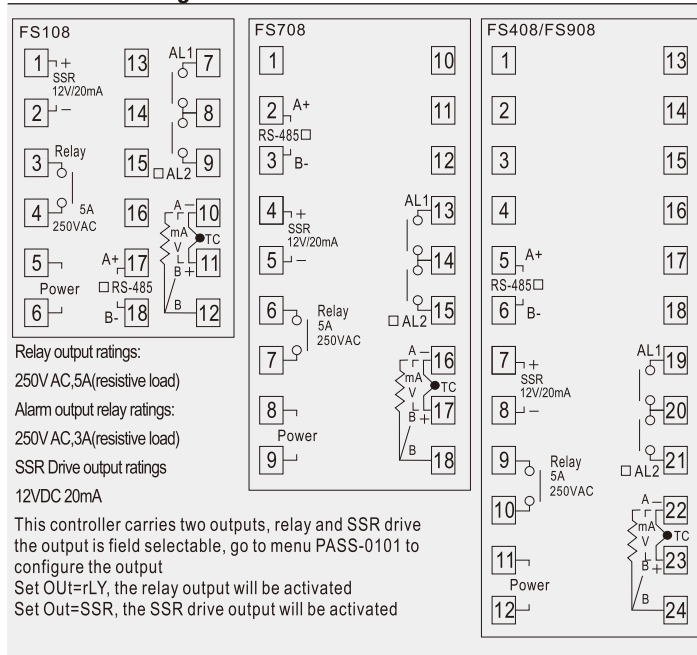 FS108
1 + 13 AL1 7
SSR
12V/20mA
2 − 14 8
3 Relay 15 □AL2 9
4 5A 16 A − 10
250VAC
mA
V
TC
5 A+ 17 B + 11
Power □RS-485
6 B- 18 B 12
FS708
1 10
2 A+ 11
RS-485□
3 B- 12
4 + AL1 13
SSR
12V/20mA
5 − 14
6 Relay □AL2 15
5A
250VAC
7 A − 16
mA
V
TC
8 B + 17
Power
9 B 18
FS408/FS908
1 13
2 14
3 15
4 16
5 A+ 17
RS-485□
6 B- 18
7 + AL1 19
SSR
12V/20mA
8 − 20
9 Relay □AL2 21
5A
250VAC
10 A − 22
mA
V
TC
11 B + 23
Power
12 B 24
Relay output ratings:
250V AC,5A(resistive load)
Alarm output relay ratings:
250V AC,3A(resistive load)
SSR Drive output ratings
12VDC 20mA
This controller carries two outputs, relay and SSR drive
the output is field selectable, go to menu PASS-0101 to
configure the output
Set OUt=rLY, the relay output will be activated
Set Out=SSR, the SSR drive output will be activated